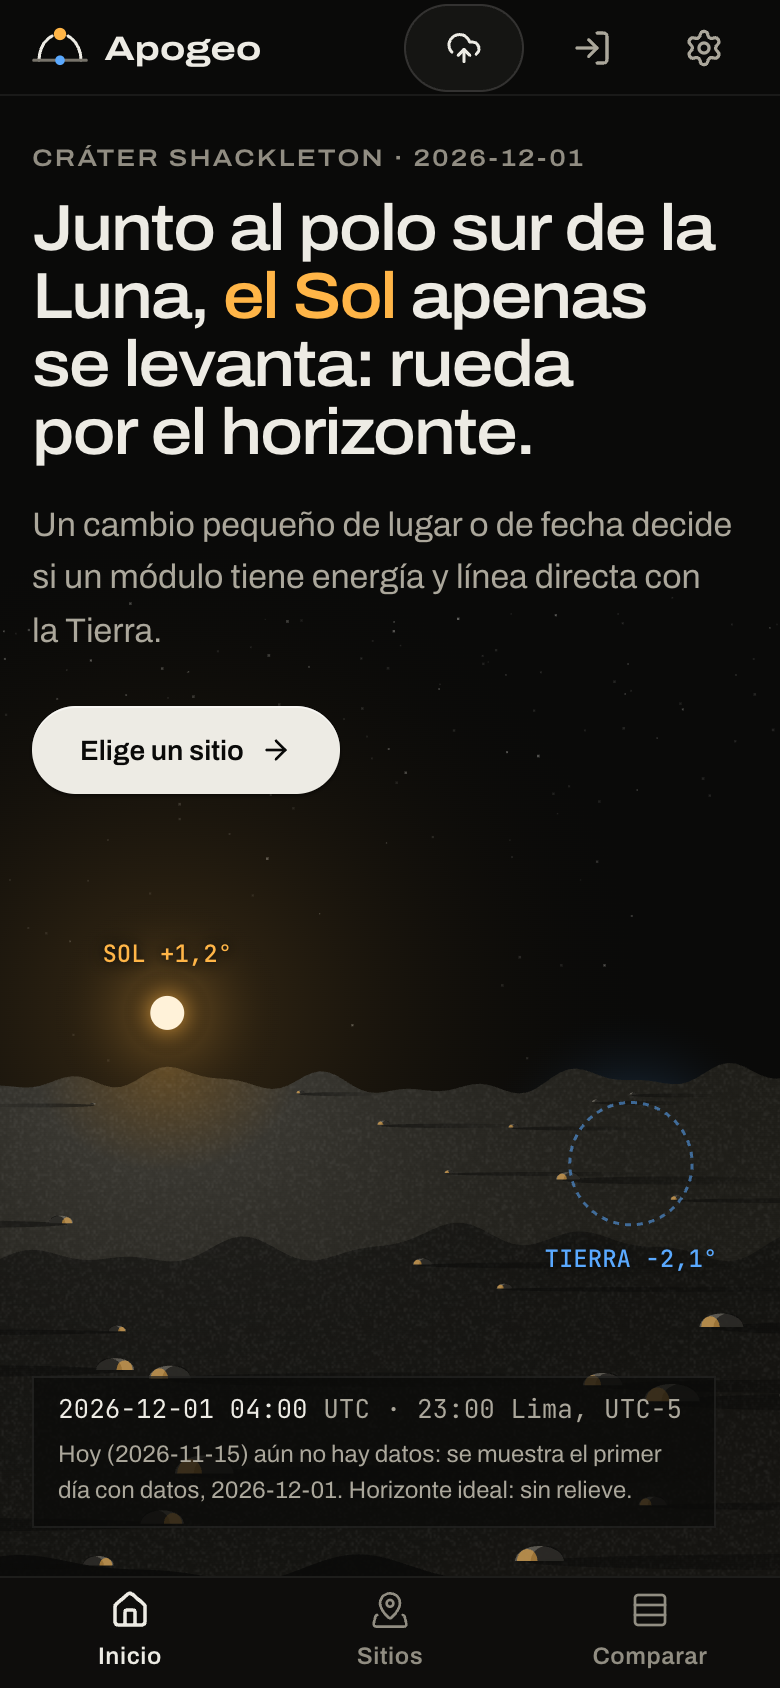 Apogeo
CRÁTER SHACKLETON · 2026-12-01
Junto al polo sur de la
Luna, el Sol apenas
se levanta: rueda
por el horizonte.
Un cambio pequeño de lugar o de fecha decide
si un módulo tiene energía y línea directa con
la Tierra.
Elige un sitio
SOL +1,2°
TIERRA -2,1°
2026-12-01 04:00 UTC · 23:00 Lima, UTC-5
Hoy (2026-11-15) aún no hay datos: se muestra el primer
día con datos, 2026-12-01. Horizonte ideal: sin relieve.
Inicio
Sitios
Comparar